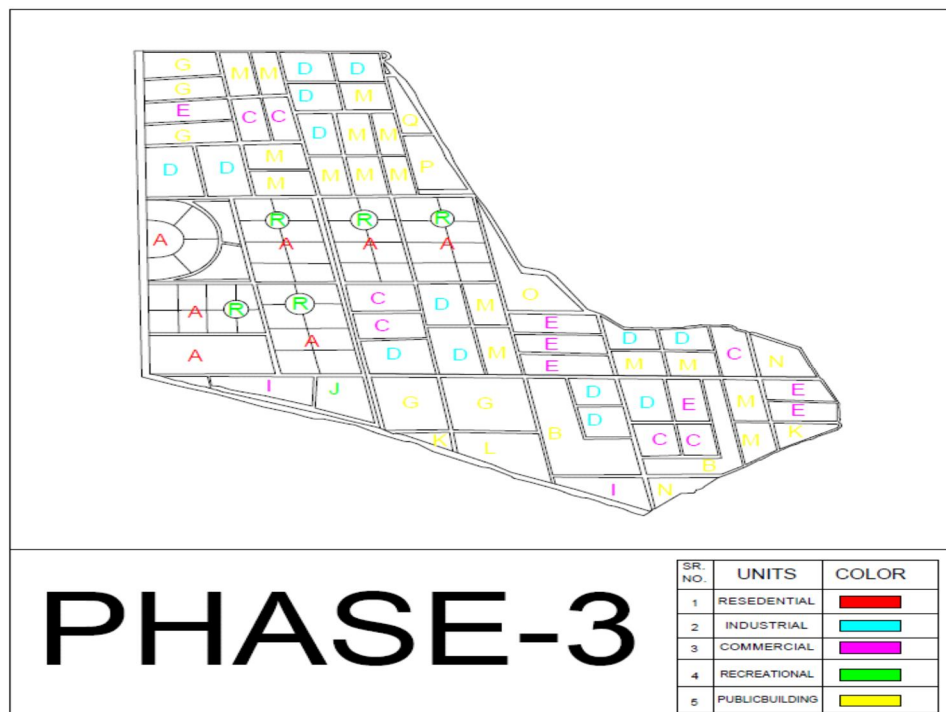 G M M D D
G D M
E C C Q
G D M M
D D M P
M M M M
R R R
A A A A
R R C D M O
A C E
A A D D M E D D C N
E M M
I J G G D D E M E
D E
K L B C C M K
B
I N
PHASE-3
SR. NO. UNITS COLOR
1 RESEDENTIAL
2 INDUSTRIAL
3 COMMERCIAL
4 RECREATIONAL
5 PUBLICBUILDING